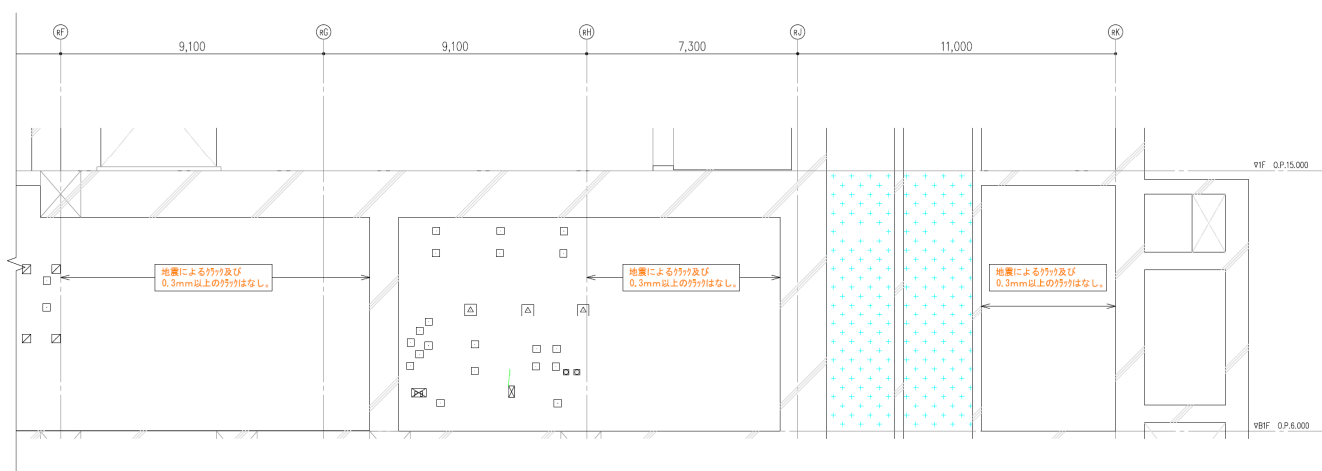 RF
RG
RH
RJ
RK
9,100
9,100
7,300
11,000
▽1F O.P.15.000
地震によるクラック及び
0.3mm以上のクラックはなし。
地震によるクラック及び
0.3mm以上のクラックはなし。
地震によるクラック及び
0.3mm以上のクラックはなし。
▽B1F O.P.6.000